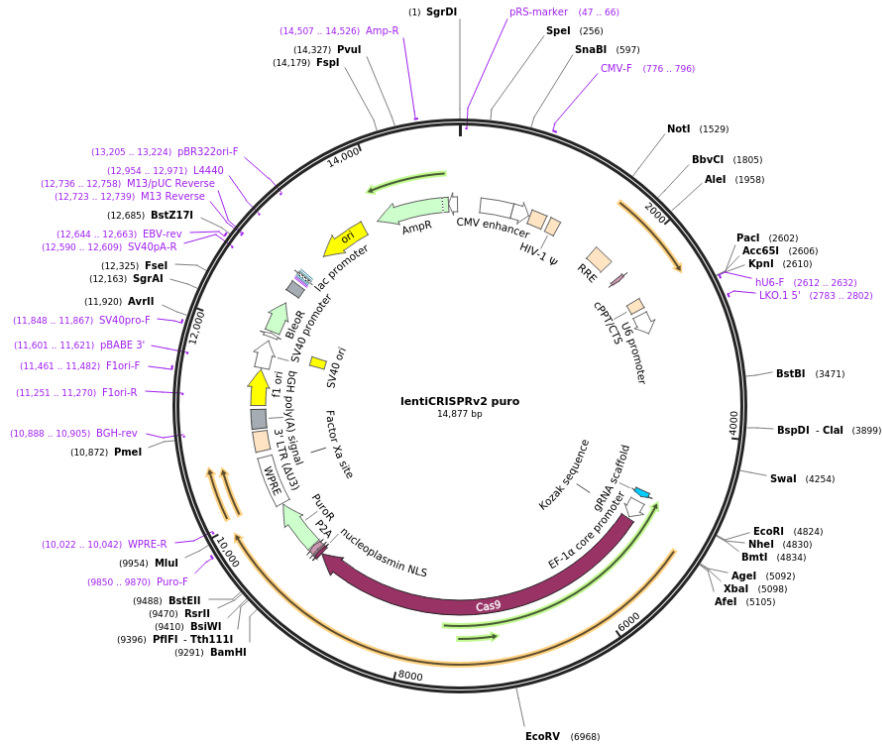 (1) SgrDI
pRS-marker (47 .. 66)
SpeI (256)
SnaBI (597)
CMV-F (776 .. 796)
NotI (1529)
BbvCI (1805)
AleI (1958)
PacI (2602)
Acc65I (2606)
KpnI (2610)
hU6-F (2612 .. 2632)
LKO.1 5' (2783 .. 2802)
BstBI (3471)
BspDI - ClaI (3899)
SwaI (4254)
EcoRI (4824)
NheI (4830)
BmtI (4834)
AgeI (5092)
XbaI (5098)
AfeI (5105)
EcoRV (6968)
(9291) BamHI
(9396) PflFI - Tth111I
(9410) BsiWI
(9470) RsrII
(9488) BstEII
(9850 .. 9870) Puro-F
(9954) MluI
(10,022 .. 10,042) WPRE-R
(10,872) PmeI
(10,888 .. 10,905) BGH-rev
(11,251 .. 11,270) F1ori-R
(11,461 .. 11,482) F1ori-F
(11,601 .. 11,621) pBABE 3'
(11,848 .. 11,867) SV40pro-F
(11,920) AvrII
(12,163) SgrAI
(12,325) FseI
(12,590 .. 12,609) SV40pA-R
(12,644 .. 12,663) EBV-rev
(12,685) BstZ17I
(12,723 .. 12,739) M13 Reverse
(12,736 .. 12,758) M13/pUC Reverse
(12,954 .. 12,971) L4440
(13,205 .. 13,224) pBR322ori-F
(14,179) FspI
(14,327) PvuI
(14,507 .. 14,526) Amp-R
2000
4000
6000
8000
10,000
12,000
14,000
CMV enhancer
HIV-1 Ψ
RRE
cPPT/CTS
U6 promoter
gRNA scaffold
EF-1α core promoter
Kozak sequence
Cas9
nucleoplasmin NLS
P2A
PuroR
WPRE
3' LTR (ΔU3)
Factor Xa site
bGH poly(A) signal
f1 ori
SV40 promoter
SV40 ori
BleoR
lac promoter
ori
AmpR
lentiCRISPRv2 puro
14,877 bp